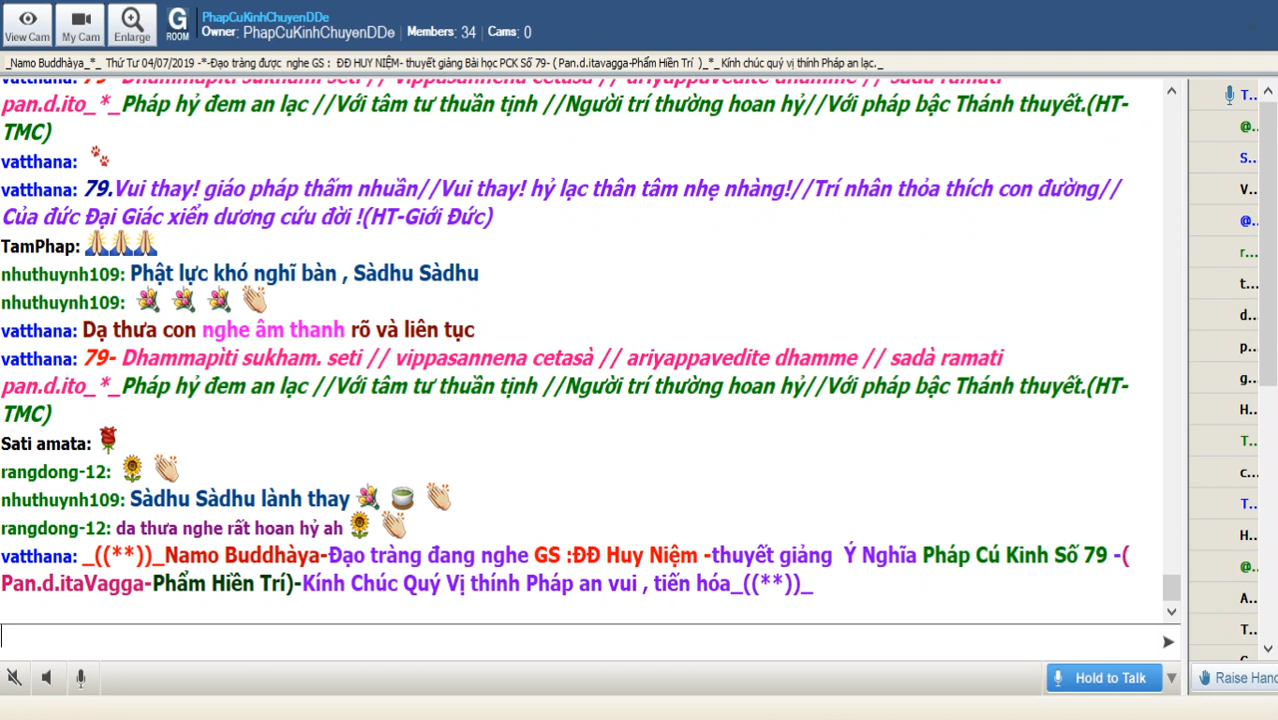 View Cam
My Cam
Enlarge
G
ROOM
PhapCuKinhChuyenDDe
Owner: PhapCuKinhChuyenDDe | Members: 34 | Cams: 0
_Namo Buddhàya_*_ Thứ Tư 04/07/2019 -*-Đạo tràng được nghe GS : ĐĐ HUY NIỆM- thuyết giảng Bài học PCK Số 79- ( Pan.d.itavagga-Phẩm Hiền Trí )_*_Kính chúc quý vị thính Pháp an lạc._
pan.d.ito_*_Pháp hỷ đem an lạc //Với tâm tư thuần tịnh //Người trí thường hoan hỷ//Với pháp bậc Thánh thuyết.(HT-
TMC)
vatthana:
vatthana: 79.Vui thay! giáo pháp thấm nhuần//Vui thay! hỷ lạc thân tâm nhẹ nhàng!//Trí nhân thỏa thích con đường//
Của đức Đại Giác xiển dương cứu đời !(HT-Giới Đức)
TamPhap:
nhuthuynh109: Phật lực khó nghĩ bàn , Sàdhu Sàdhu
nhuthuynh109:
vatthana: Dạ thưa con nghe âm thanh rõ và liên tục
vatthana: 79- Dhammapìti sukham. seti // vippasannena cetasà // ariyappavedite dhamme // sadà ramati
pan.d.ito_*_Pháp hỷ đem an lạc //Với tâm tư thuần tịnh //Người trí thường hoan hỷ//Với pháp bậc Thánh thuyết.(HT-
TMC)
Sati amata:
rangdong-12:
nhuthuynh109: Sàdhu Sàdhu lành thay
rangdong-12: da thưa nghe rất hoan hỷ ah
vatthana: _((**))_Namo Buddhàya-Đạo tràng đang nghe GS :ĐĐ Huy Niệm -thuyết giảng Ý Nghĩa Pháp Cú Kinh Số 79 -(
Pan.d.itaVagga-Phẩm Hiền Trí)-Kính Chúc Quý Vị thính Pháp an vui , tiến hóa_((**))_
T..
@..
S..
V..
@..
r...
t...
d...
p...
g...
H..
T..
c...
T..
H..
@..
A..
T..
Hold to Talk
Raise Hand